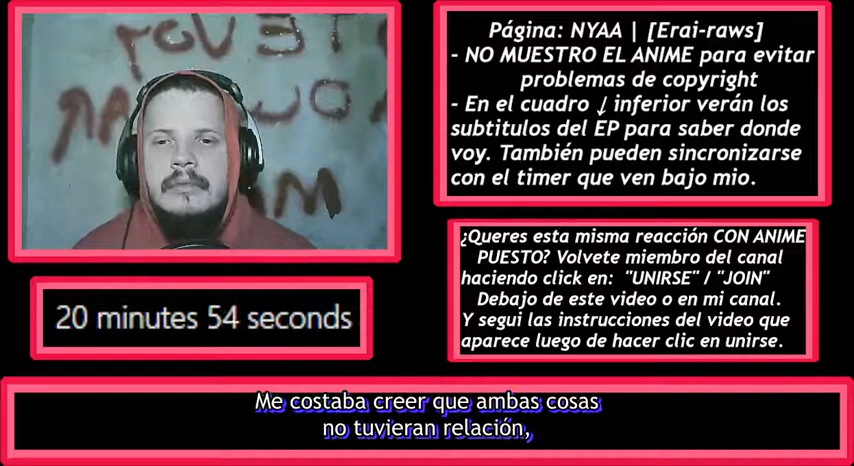 Página: NYAA | [Erai-raws]
- NO MUESTRO EL ANIME para evitar
problemas de copyright
- En el cuadro ↓ inferior verán los
subtitulos del EP para saber donde
voy. También pueden sincronizarse
con el timer que ven bajo mio.
¿Queres esta misma reacción CON ANIME
PUESTO? Volvete miembro del canal
haciendo click en: "UNIRSE" / "JOIN"
Debajo de este video o en mi canal.
Y segui las instrucciones del video que
aparece luego de hacer clic en unirse.
20 minutes 54 seconds
Me costaba creer que ambas cosas
no tuvieran relación,